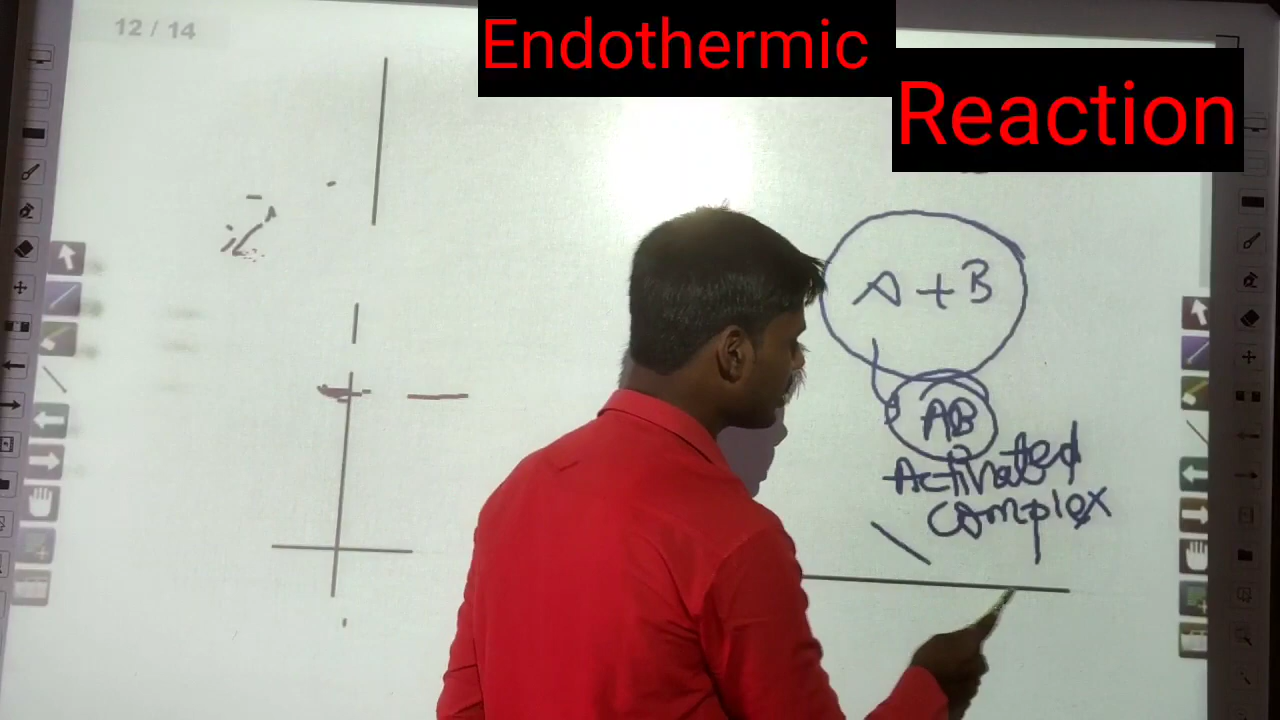 12 / 14
Endothermic
Reaction
A + B
AB
Activated
complex